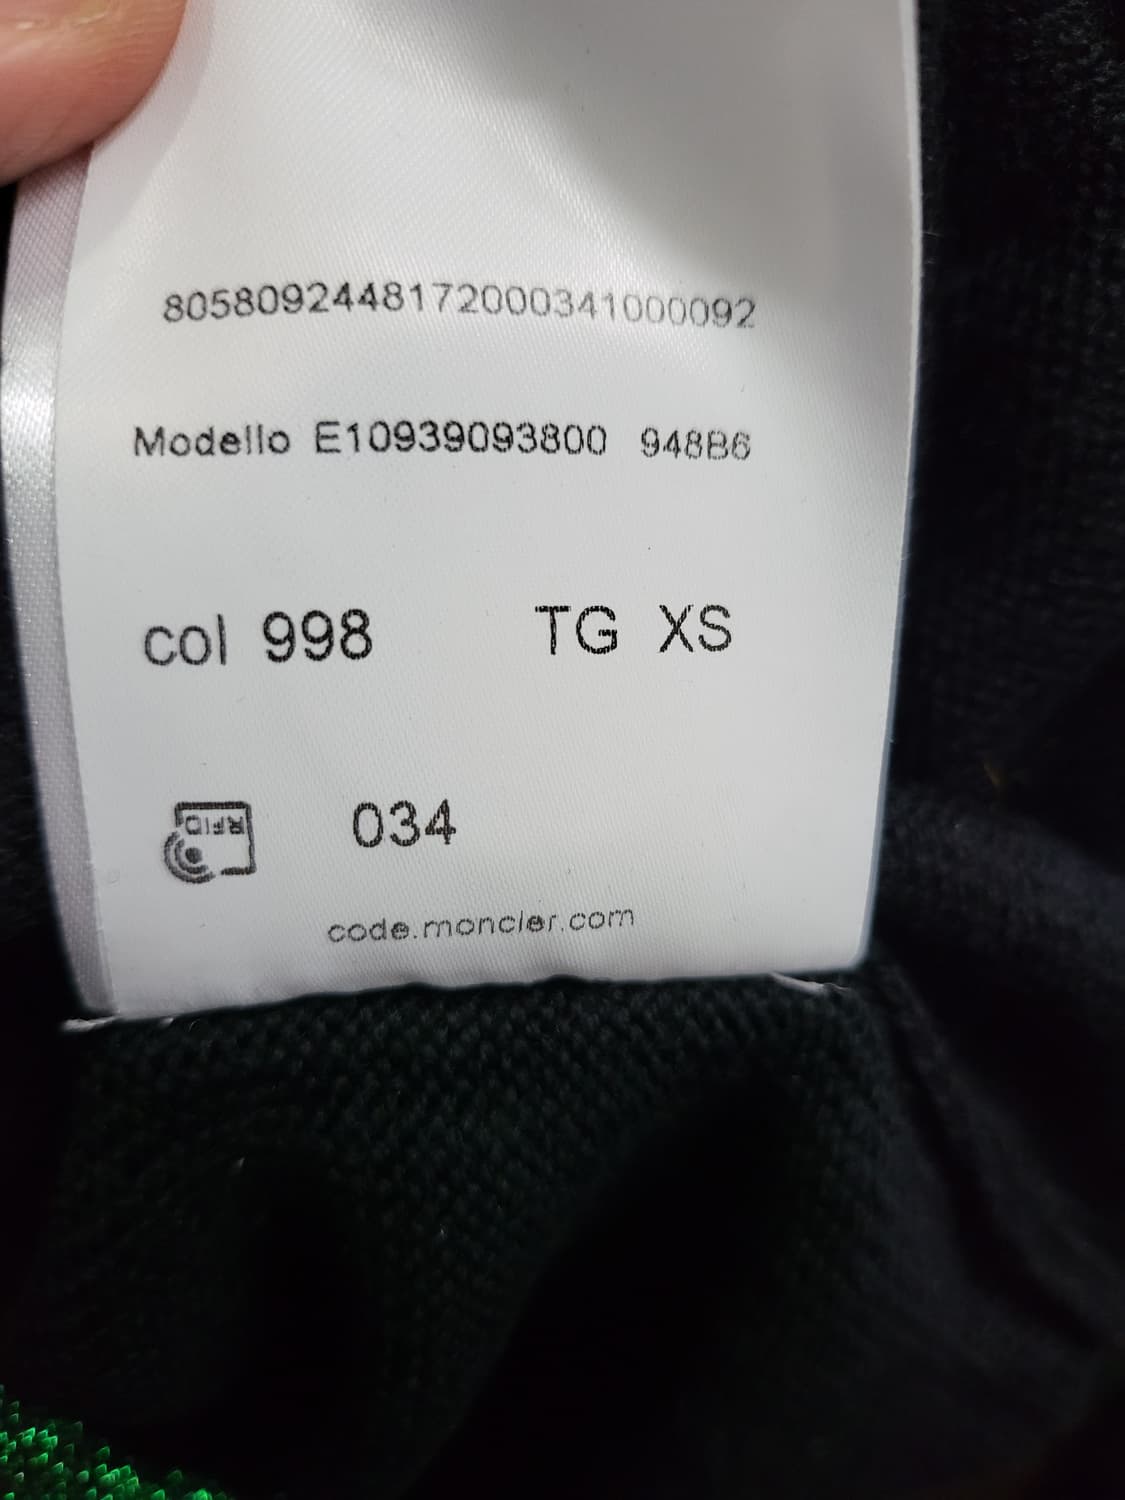 8058092448172000341000092
Modello E10939093800 948B6
col 998 TG XS
RFID 034
code.moncler.com